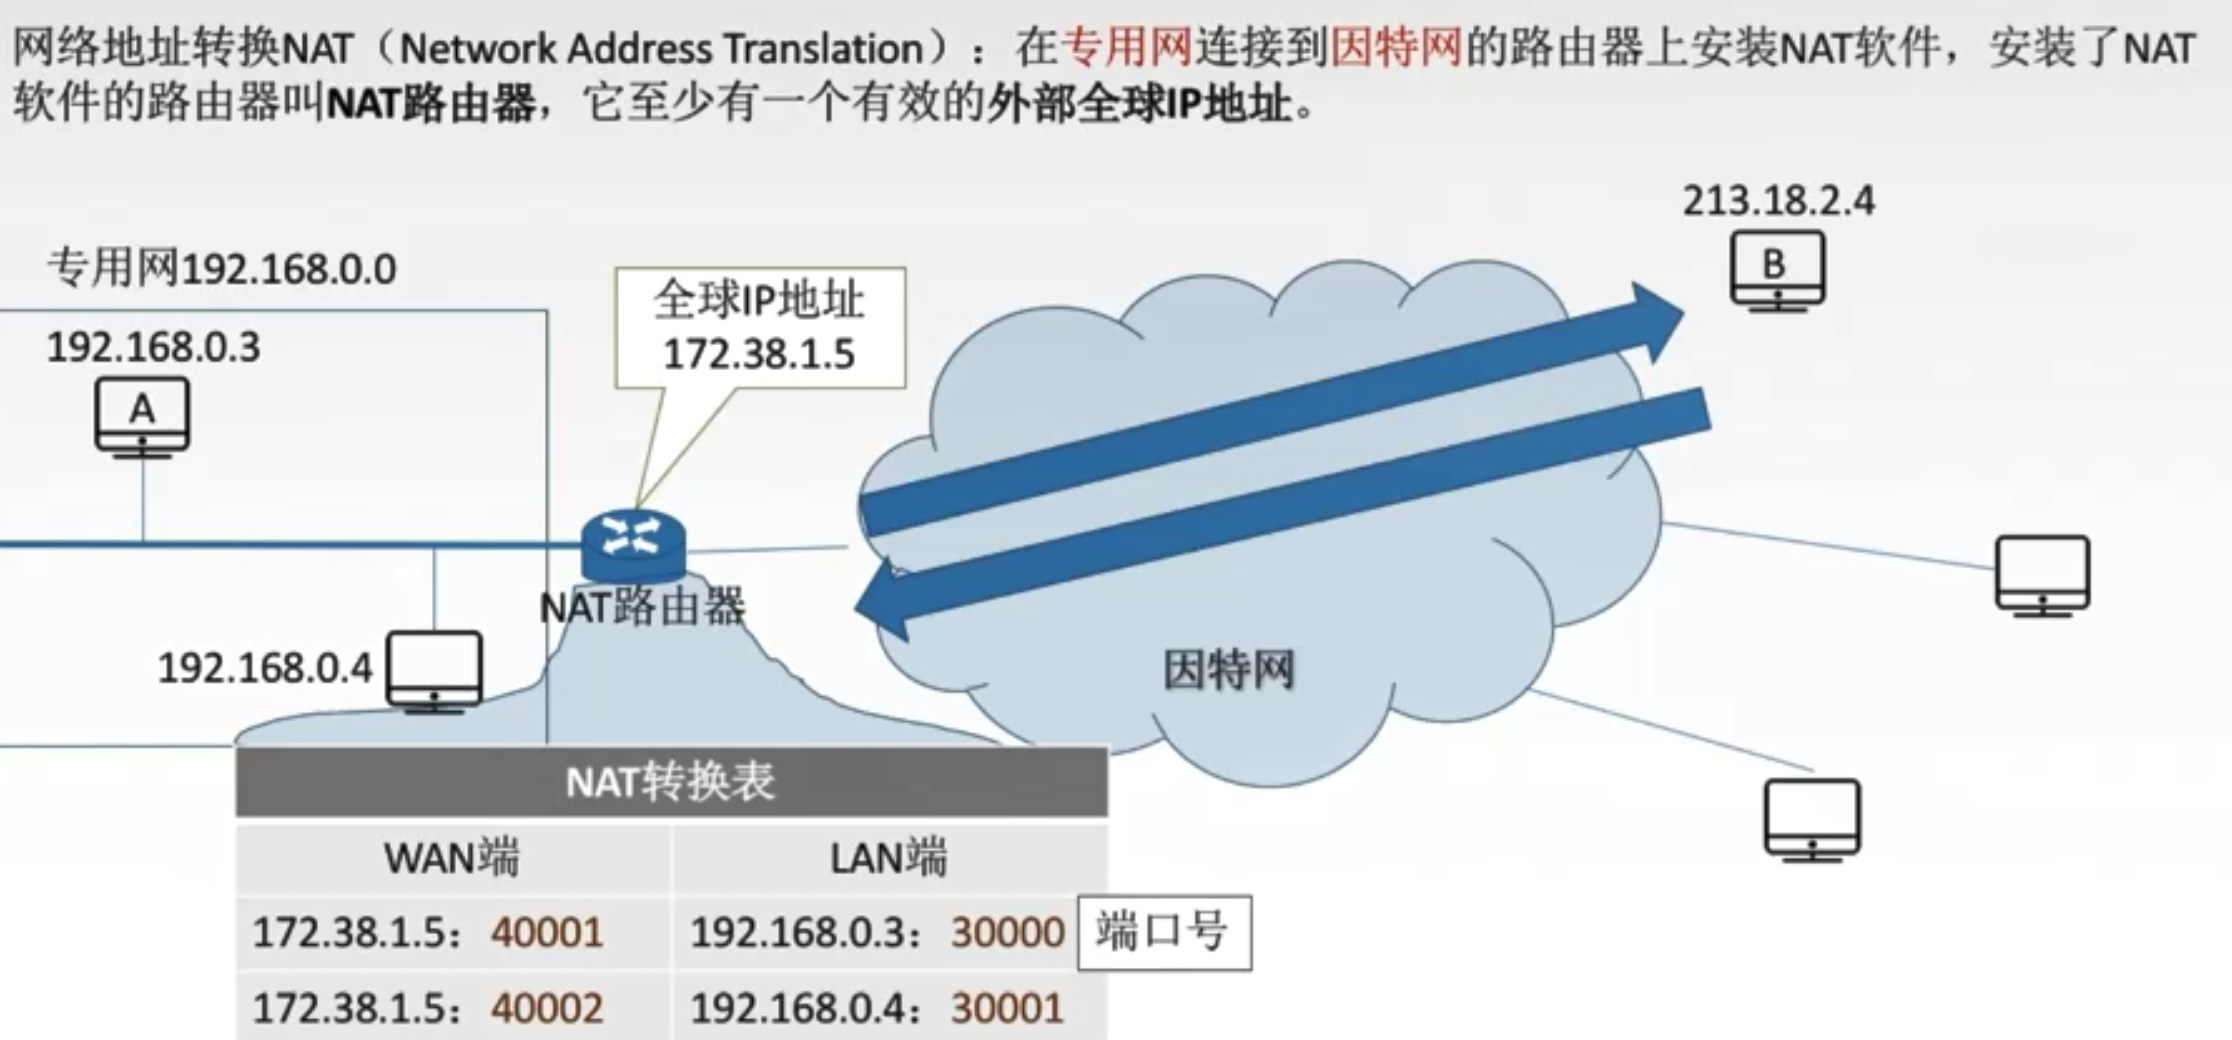 网络地址转换NAT（Network Address Translation）：在专用网连接到因特网的路由器上安装NAT软件，安装了NAT
软件的路由器叫NAT路由器，它至少有一个有效的外部全球IP地址。
213.18.2.4
B
专用网192.168.0.0
全球IP地址
172.38.1.5
192.168.0.3
A
NAT路由器
192.168.0.4
因特网
NAT转换表
WAN端 LAN端
172.38.1.5：40001 192.168.0.3：30000 端口号
172.38.1.5：40002 192.168.0.4：30001